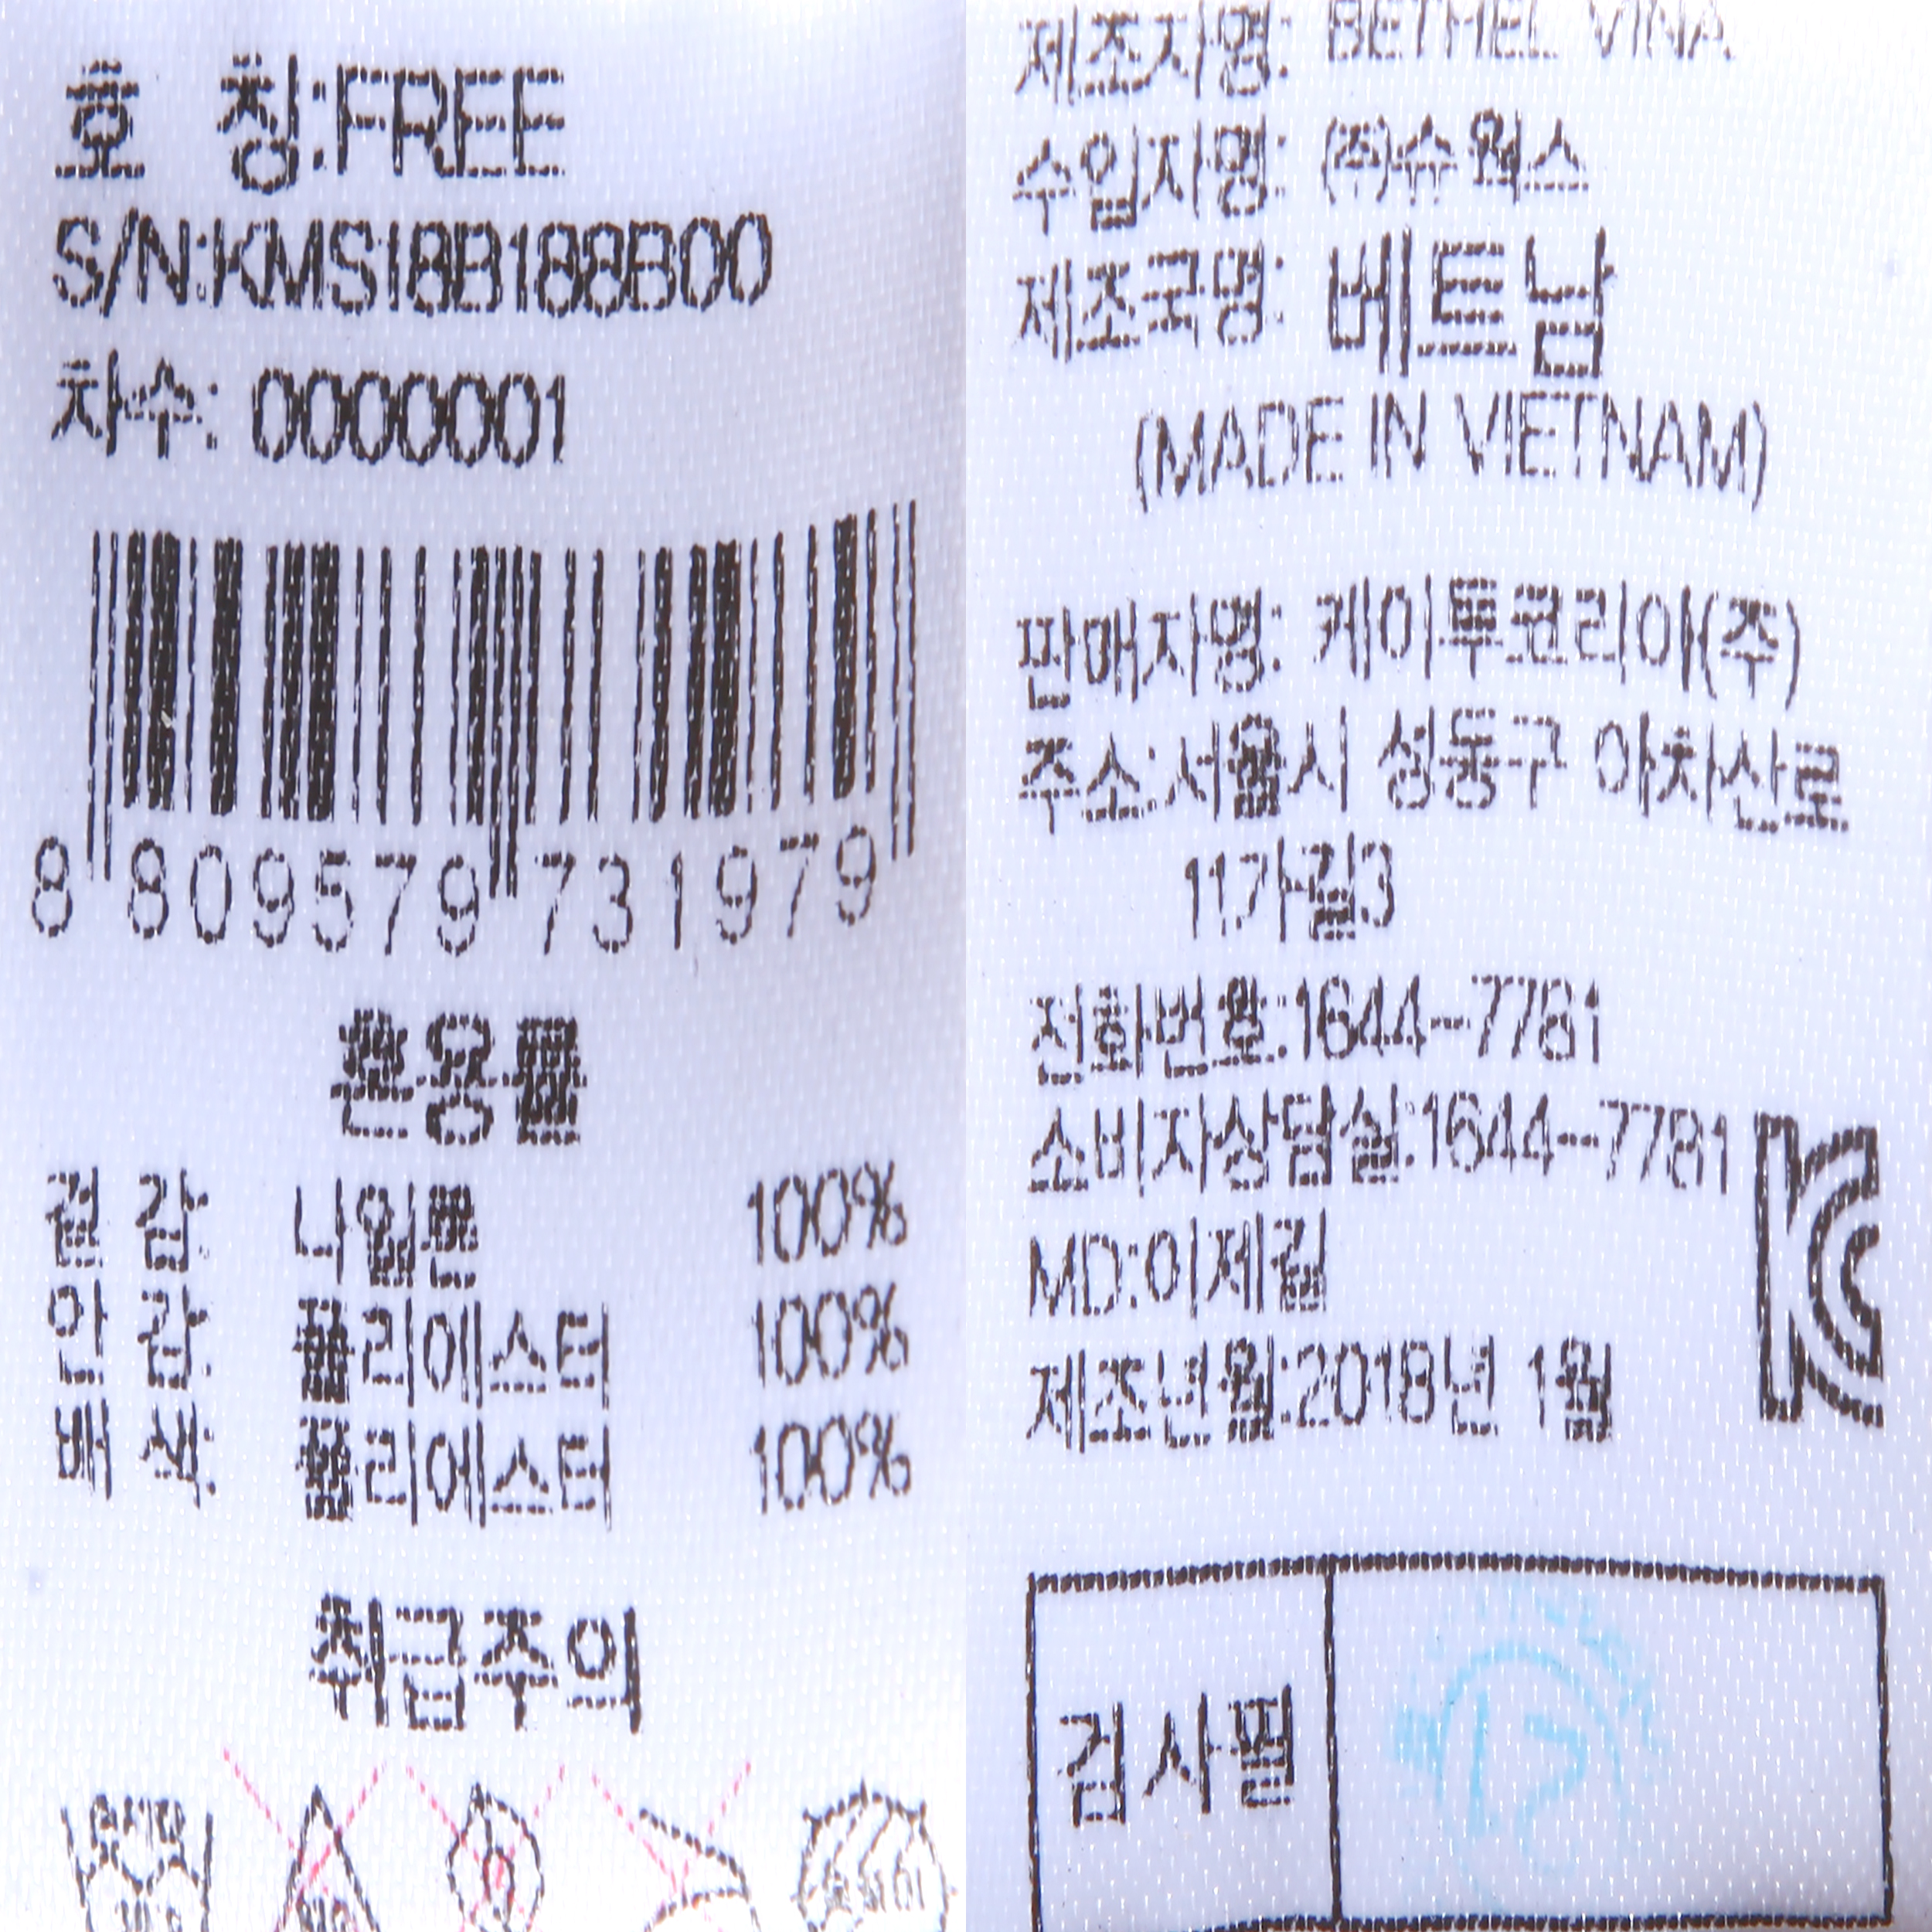 호 칭:FREE
S/N:KMS18B188B00
차수: 0000001
8 809579 731979
혼용률
겉 감: 나일론 100%
안 감: 폴리에스터 100%
배 색: 폴리에스터 100%
취급주의
손세탁
제조자명: BETHEL VINA
수입자명: (주)슈웍스
제조국명: 베트남
(MADE IN VIETNAM)
판매자명: 케이투코리아(주)
주소:서울시 성동구 아차산로
11가길3
전화번호:1644-7781
소비자상담실:1644-7781
MD:이제길
제조년월:2018년 1월
검사필